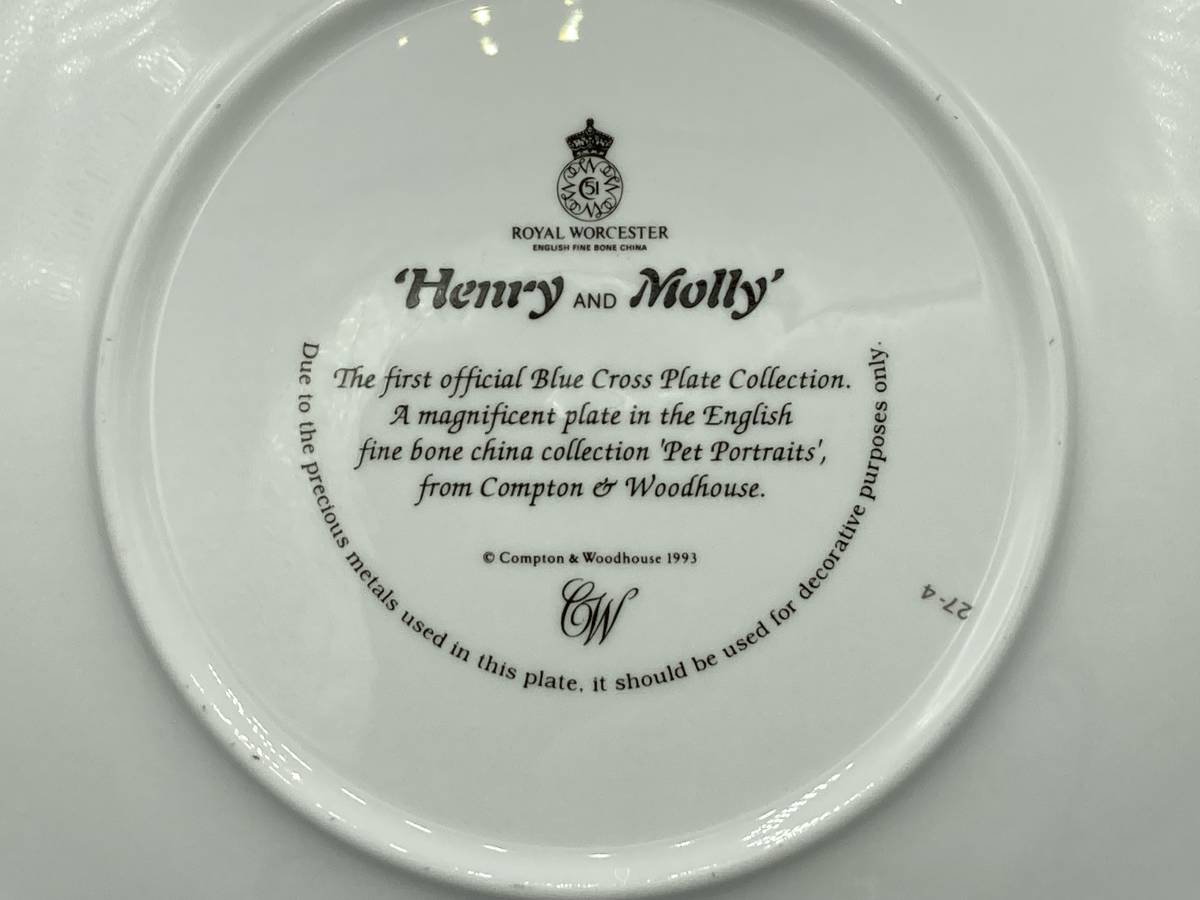 51
ROYAL WORCESTER
ENGLISH FINE BONE CHINA
'Henry AND Molly'
The first official Blue Cross Plate Collection.
A magnificent plate in the English
fine bone china collection 'Pet Portraits',
from Compton & Woodhouse.
© Compton & Woodhouse 1993
CW
Due to the precious metals used in this plate, it should be used for decorative purposes only.
27-4